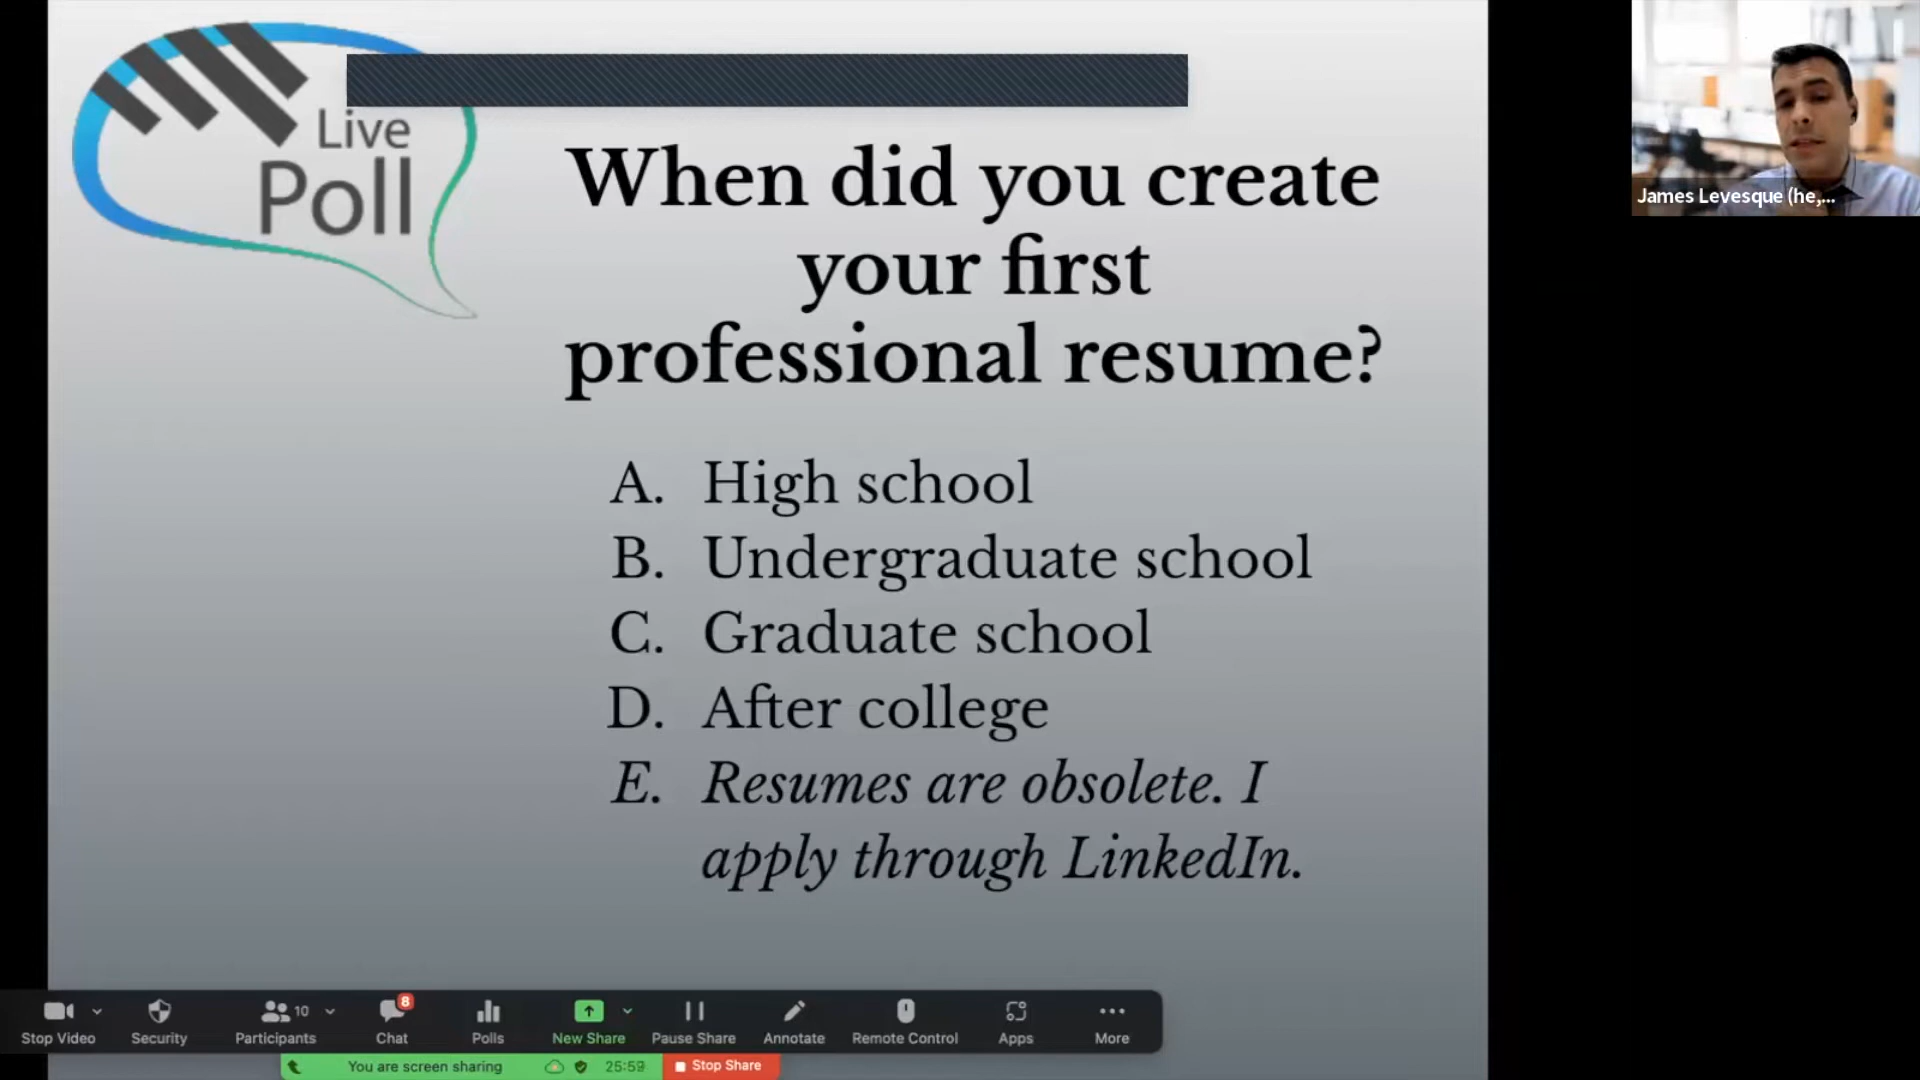 Live
Poll
When did you create
your first
professional resume?
A. High school
B. Undergraduate school
C. Graduate school
D. After college
E. Resumes are obsolete. I
apply through LinkedIn.
James Levesque (he,...
10
8
Stop Video
Security
Participants
Chat
Polls
New Share
Pause Share
Annotate
Remote Control
Apps
More
You are screen sharing
25:59
Stop Share